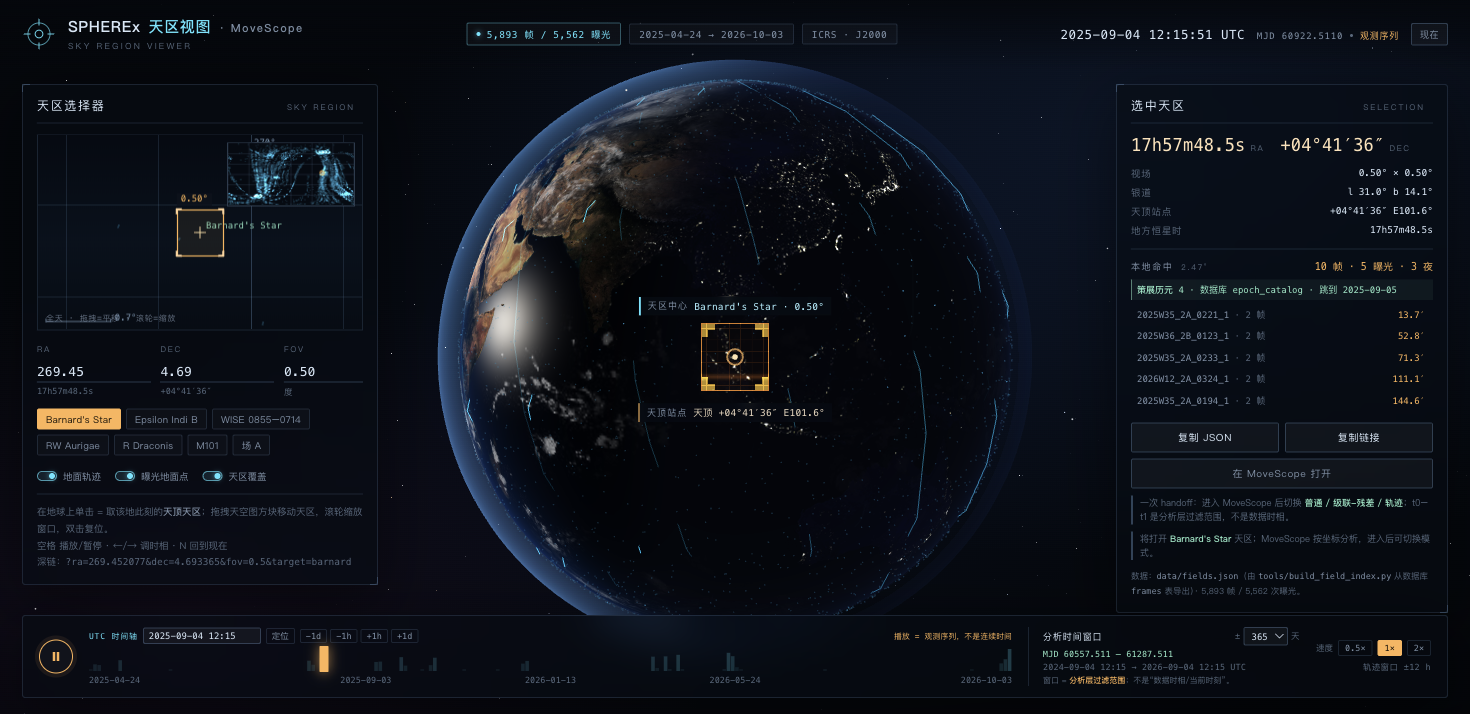 SPHEREx 天区视图 · MoveScope
SKY REGION VIEWER
5,893 帧 / 5,562 曝光
2025-04-24 → 2026-10-03
ICRS · J2000
2025-09-04 12:15:51 UTC MJD 60922.5110 • 观测序列 现在
天区选择器 SKY REGION
0.50°
Barnard's Star
RA DEC FOV
269.45 4.69 0.50
17h57m48.5s +04°41′36″ 度
Barnard's Star Epsilon Indi B WISE 0855−0714
RW Aurigae R Draconis M101 场 A
地面轨迹 曝光地面点 天区覆盖
在地球上单击 = 取该地此刻的天顶天区；拖拽天空图方块移动天区，滚轮缩放
窗口，双击复位。
空格 播放/暂停 · ←/→ 调时相 · N 回到现在
深链：?ra=269.452077&dec=4.693365&fov=0.5&target=barnard
天区中心 Barnard's Star · 0.50°
天顶站点 天顶 +04°41′36″ E101.6°
选中天区 SELECTION
17h57m48.5s RA +04°41′36″ DEC
视场 0.50° × 0.50°
银道 l 31.0° b 14.1°
天顶站点 +04°41′36″ E101.6°
地方恒星时 17h57m48.5s
本地命中 2.47° 10 帧 · 5 曝光 · 3 夜
策展历元 4 · 数据库 epoch_catalog · 跳到 2025-09-05
2025W35_2A_0221_1 · 2 帧 13.7′
2025W36_2B_0123_1 · 2 帧 52.8′
2025W35_2A_0233_1 · 2 帧 71.3′
2026W12_2A_0324_1 · 2 帧 111.1′
2025W35_2A_0194_1 · 2 帧 144.6′
复制 JSON 复制链接
在 MoveScope 打开
一次 handoff：进入 MoveScope 后切换 普通 / 级联-残差 / 轨迹；t0–
t1 是分析层过滤范围，不是数据时相。
将打开 Barnard's Star 天区；MoveScope 按坐标分析，进入后可切换模
式。
数据：data/fields.json（由 tools/build_field_index.py 从数据库
frames 表导出）· 5,893 帧 / 5,562 次曝光。
UTC 时间轴 2025-09-04 12:15 定位 −1d −1h +1h +1d
播放 = 观测序列，不是连续时间
2025-04-24 2025-09-03 2026-01-13 2026-05-24 2026-10-03
分析时间窗口 ± 365 天
MJD 60557.511 – 61287.511
2024-09-04 12:15 → 2026-09-04 12:15 UTC
窗口 = 分析层过滤范围，不是“数据时相/当前时刻”。
速度 0.5× 1× 2×
轨迹窗口 ±12 h